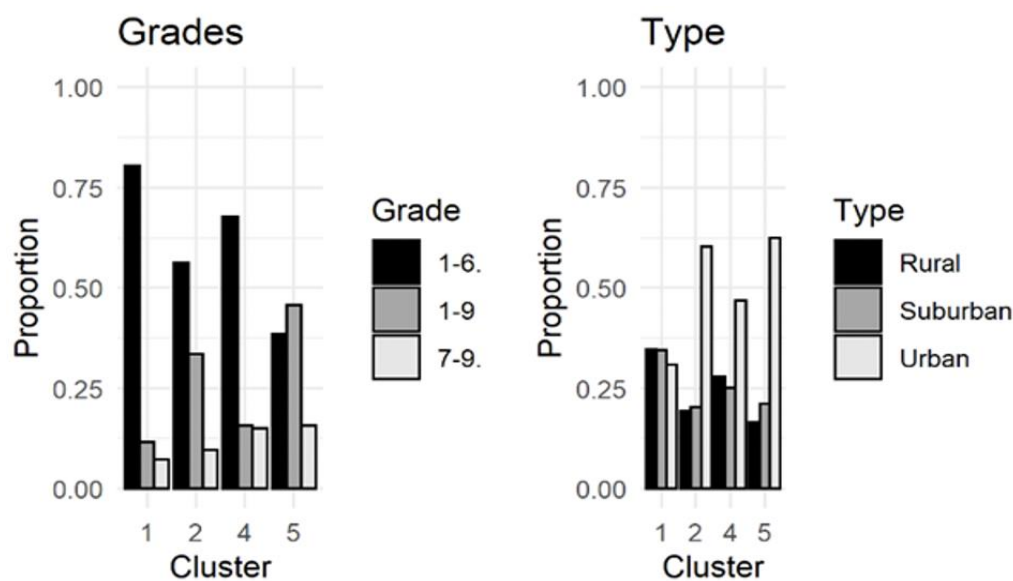 Grades
1.00
0.75
0.50
0.25
0.00
Proportion
1 2 4 5
Cluster
Grade
1-6.
1-9
7-9.
Type
1.00
0.75
0.50
0.25
0.00
Proportion
1 2 4 5
Cluster
Type
Rural
Suburban
Urban